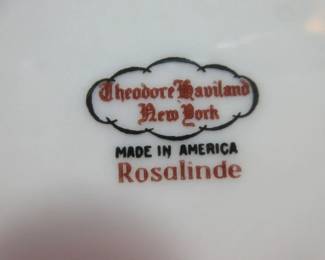 Theodore Haviland
New York
MADE IN AMERICA
Rosalinde